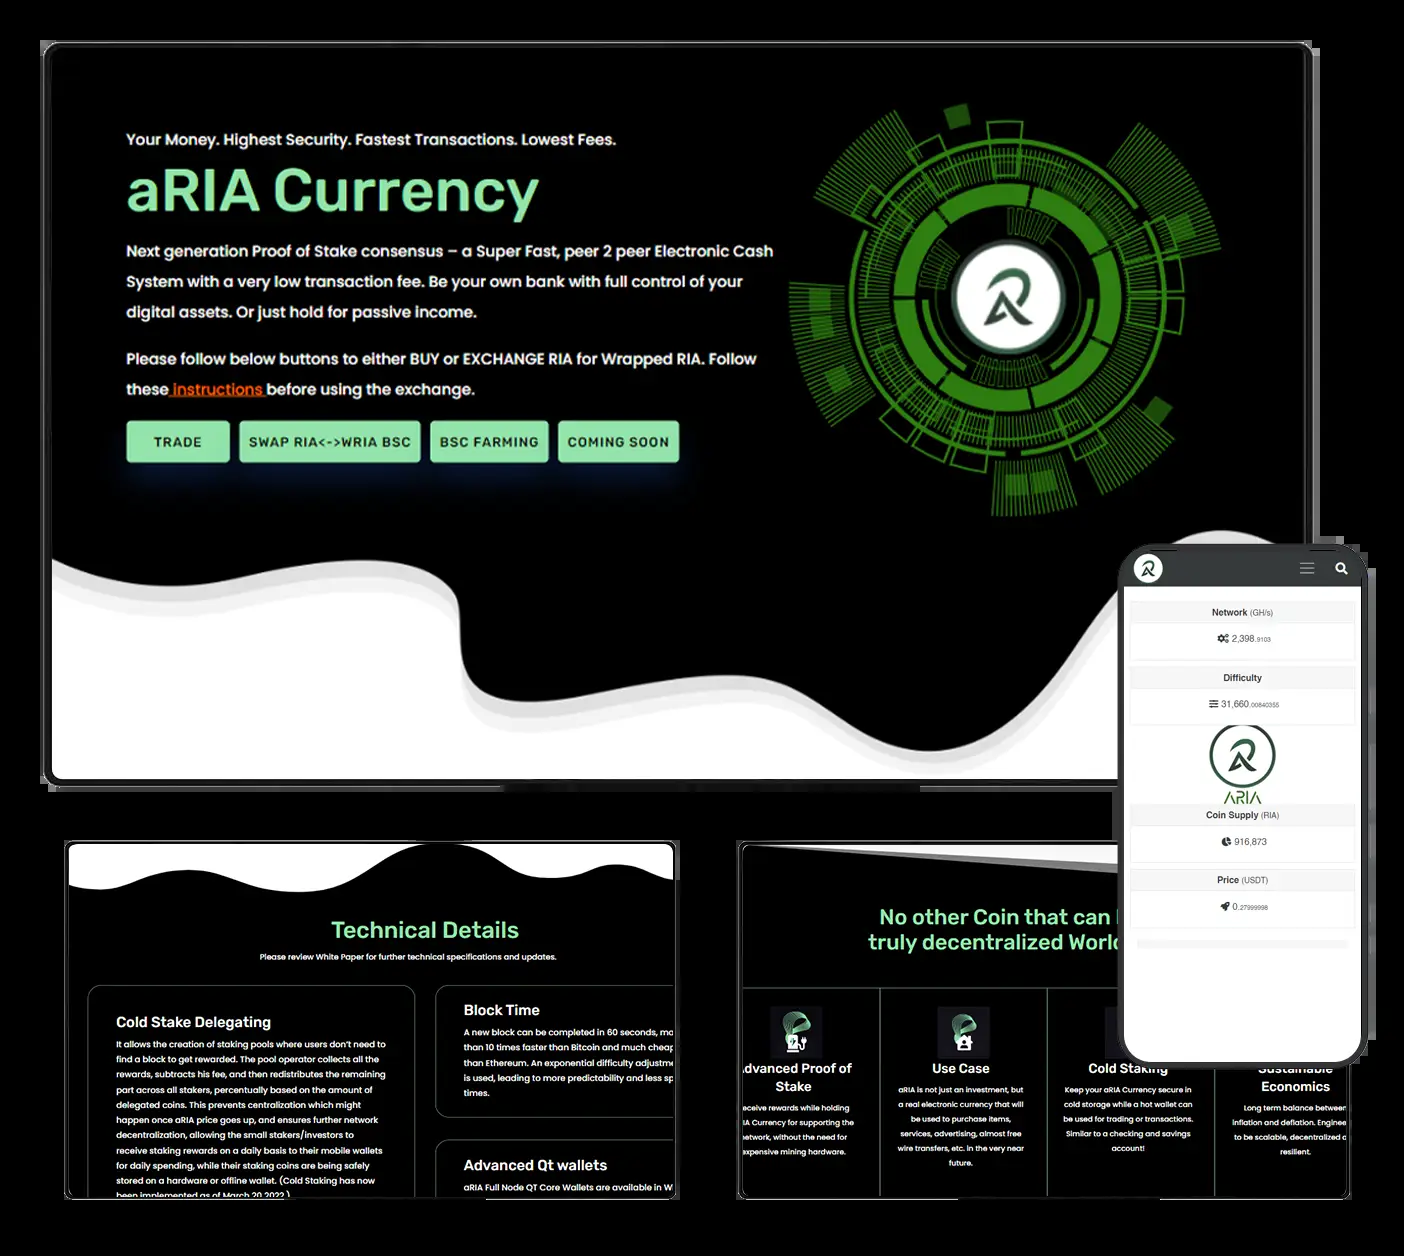 Your Money. Highest Security. Fastest Transactions. Lowest Fees.
aRIA Currency
Next generation Proof of Stake consensus – a Super Fast, peer 2 peer Electronic Cash
System with a very low transaction fee. Be your own bank with full control of your
digital assets. Or just hold for passive income.
Please follow below buttons to either BUY or EXCHANGE RIA for Wrapped RIA. Follow
these instructions before using the exchange.
TRADE
SWAP RIA<->WRIA BSC
BSC FARMING
COMING SOON
Network (GH/s)
2,398.9103
Difficulty
31,660.00840355
ARIA
Coin Supply (RIA)
916,873
Price (USDT)
0.27999998
Technical Details
Please review White Paper for further technical specifications and updates.
Cold Stake Delegating
It allows the creation of staking pools where users don't need to
find a block to get rewarded. The pool operator collects all the
rewards, subtracts his fee, and then redistributes the remaining
part across all stakers, percentually based on the amount of
delegated coins. This prevents centralization which might
happen once aRIA price goes up, and ensures further network
decentralization, allowing the small stakers/investors to
receive staking rewards on a daily basis to their mobile wallets
for daily spending, while their staking coins are being safely
stored on a hardware or offline wallet. (Cold Staking has now
been implemented as of March 20 2022.)
Block Time
A new block can be completed in 60 seconds, mo
than 10 times faster than Bitcoin and much cheap
than Ethereum. An exponential difficulty adjustme
is used, leading to more predictability and less sp
times.
Advanced Qt wallets
aRIA Full Node QT Core Wallets are available in W
No other Coin that can
truly decentralized World
dvanced Proof of
Stake
eceive rewards while holding
IA Currency for supporting the
etwork, without the need for
expensive mining hardware.
Use Case
aRIA is not just an investment, but
a real electronic currency that will
be used to purchase items,
services, advertising, almost free
wire transfers, etc. in the very near
future.
Cold Staking
Keep your aRIA Currency secure in
cold storage while a hot wallet can
be used for trading or transactions.
Similar to a checking and savings
account!
Sustainable
Economics
Long term balance between
inflation and deflation. Enginee
to be scalable, decentralized a
resilient.